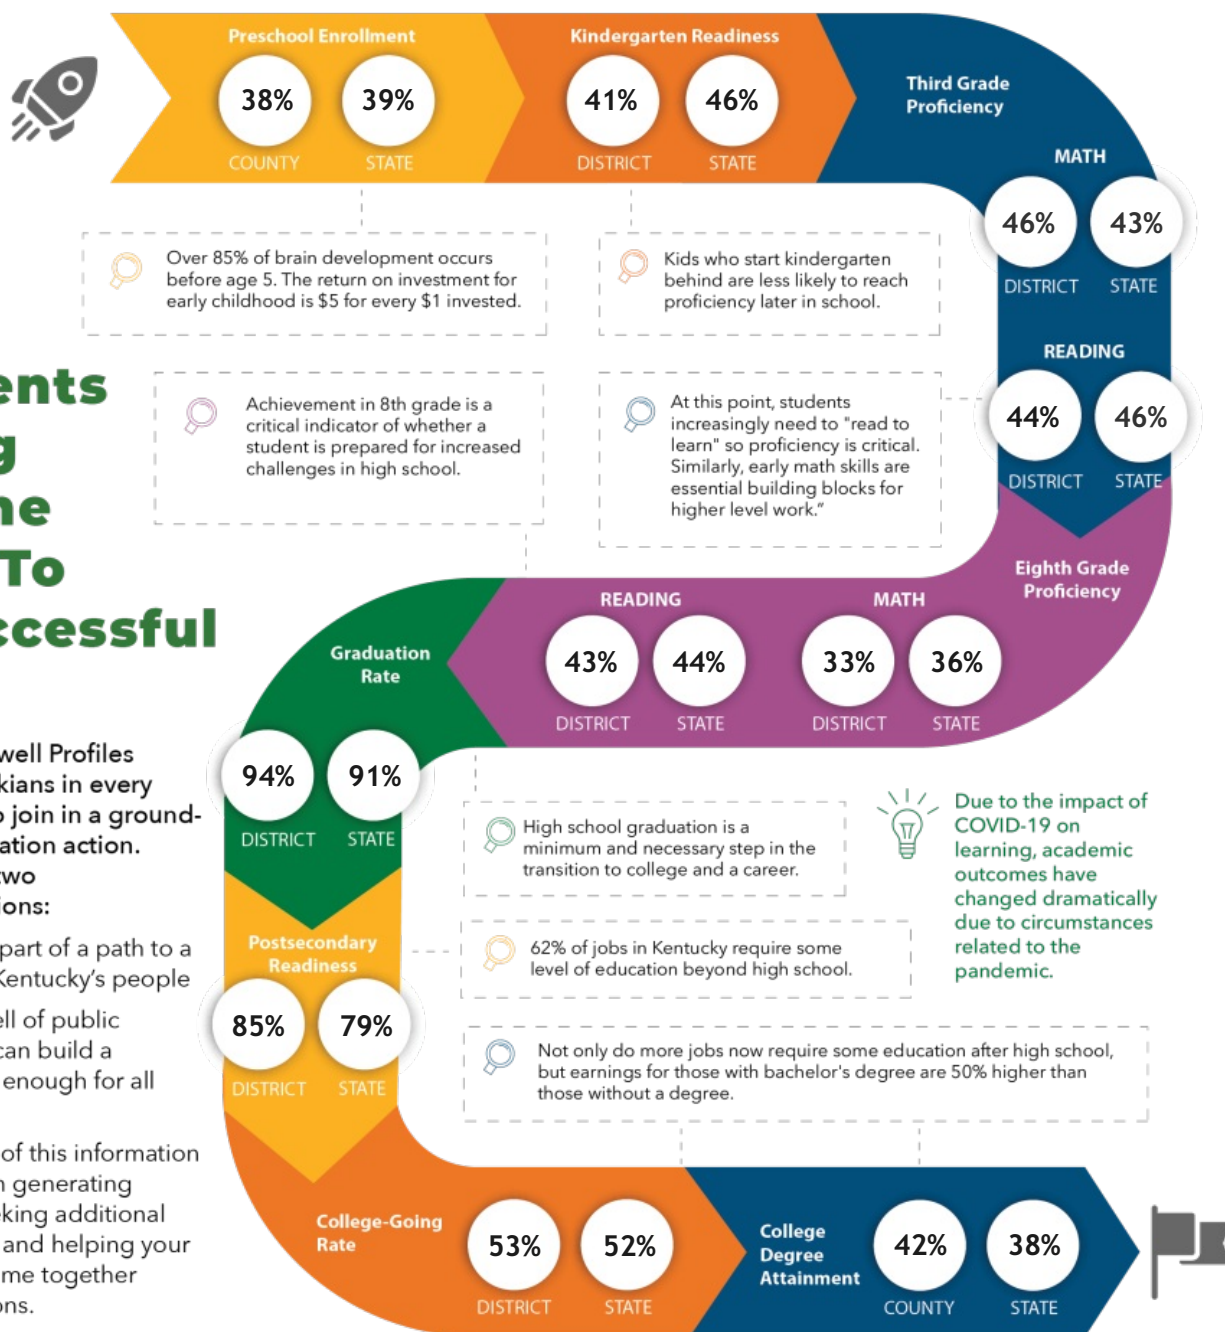 Preschool Enrollment
38%
39%
COUNTY
STATE
Kindergarten Readiness
41%
46%
DISTRICT
STATE
Third Grade
Proficiency
MATH
46%
43%
DISTRICT
STATE
READING
44%
46%
DISTRICT
STATE
Over 85% of brain development occurs
before age 5. The return on investment for
early childhood is $5 for every $1 invested.
Kids who start kindergarten
behind are less likely to reach
proficiency later in school.
Achievement in 8th grade is a
critical indicator of whether a
student is prepared for increased
challenges in high school.
At this point, students
increasingly need to "read to
learn" so proficiency is critical.
Similarly, early math skills are
essential building blocks for
higher level work.”
ents
g
ne
To
ccessful
Eighth Grade
Proficiency
READING
43%
44%
DISTRICT
STATE
MATH
33%
36%
DISTRICT
STATE
Graduation
Rate
94%
91%
DISTRICT
STATE
well Profiles
kians in every
o join in a ground-
ation action.
two
ions:
part of a path to a
Kentucky’s people
ell of public
can build a
enough for all
of this information
n generating
king additional
and helping your
me together
ons.
High school graduation is a
minimum and necessary step in the
transition to college and a career.
Due to the impact of
COVID-19 on
learning, academic
outcomes have
changed dramatically
due to circumstances
related to the
pandemic.
Postsecondary
Readiness
85%
79%
DISTRICT
STATE
62% of jobs in Kentucky require some
level of education beyond high school.
Not only do more jobs now require some education after high school,
but earnings for those with bachelor's degree are 50% higher than
those without a degree.
College-Going
Rate
53%
52%
DISTRICT
STATE
College
Degree
Attainment
42%
38%
COUNTY
STATE